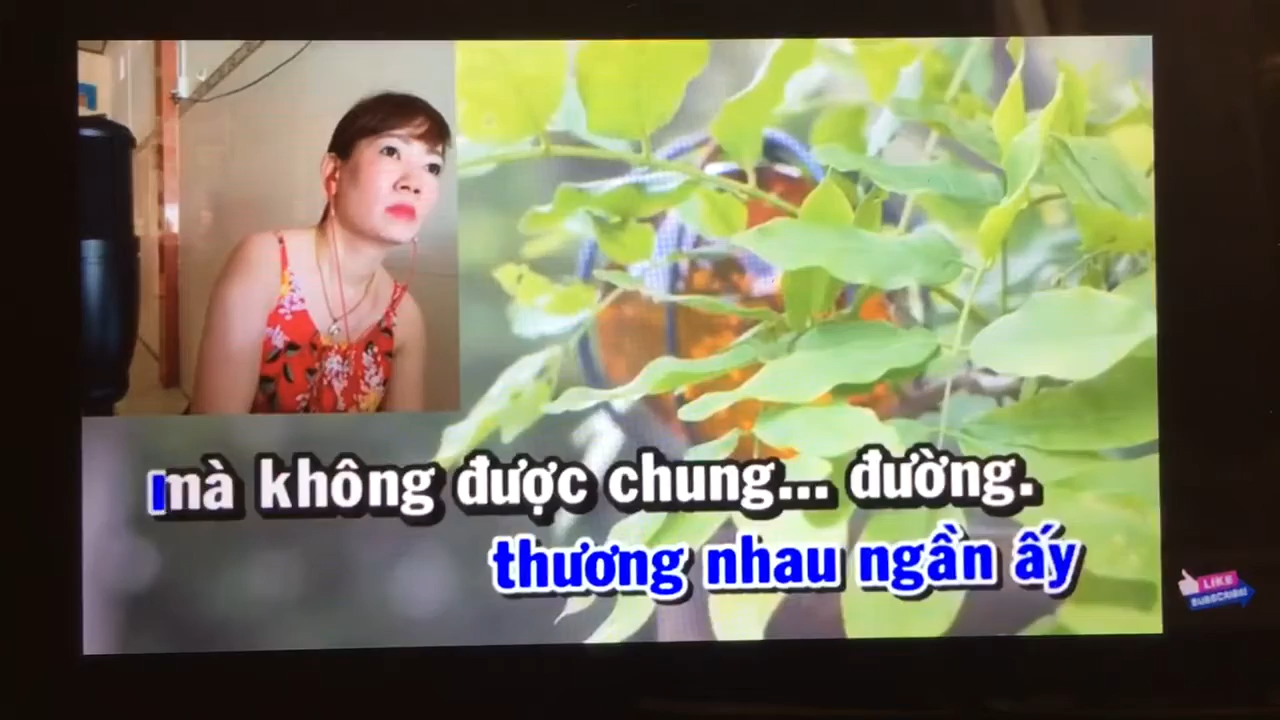 mà không được chung... đường.
thương nhau ngần ấy
LIKE
SUBSCRIBE!